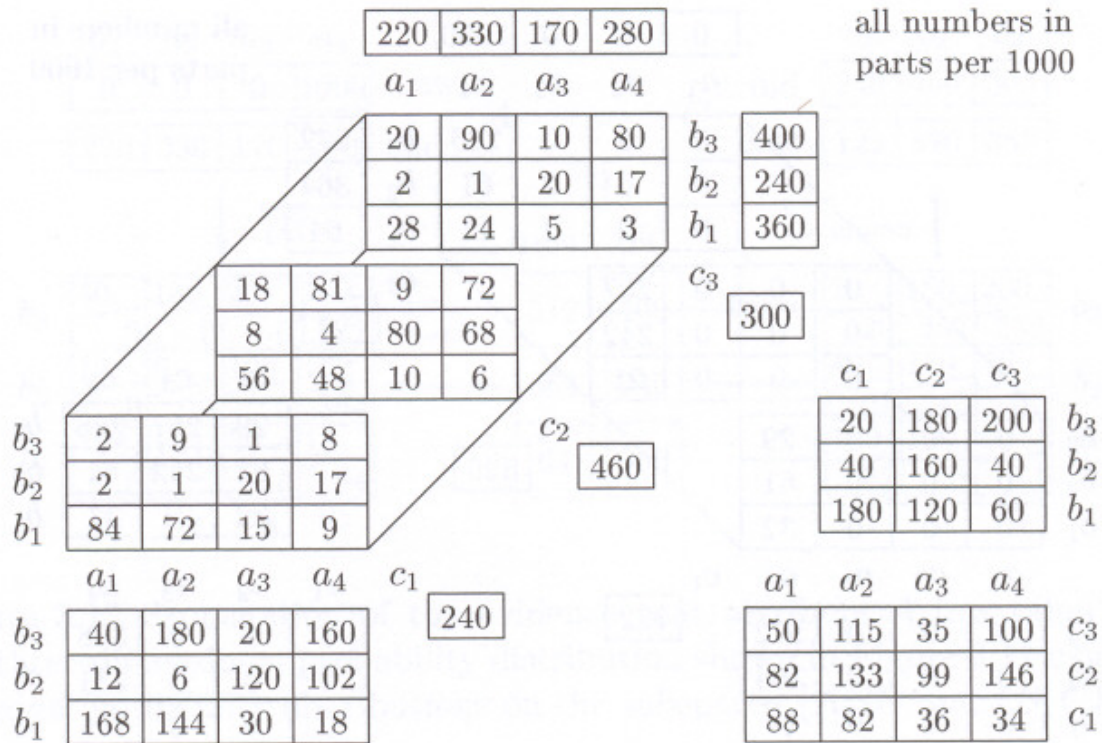 220 330 170 280
all numbers in
parts per 1000
a1 a2 a3 a4
20 90 10 80 b3 400
2 1 20 17 b2 240
28 24 5 3 b1 360
c3
300
18 81 9 72
8 4 80 68
56 48 10 6
c2
460
b3 2 9 1 8
b2 2 1 20 17
b1 84 72 15 9
c1
240
c1 c2 c3
20 180 200 b3
40 160 40 b2
180 120 60 b1
a1 a2 a3 a4
b3 40 180 20 160
b2 12 6 120 102
b1 168 144 30 18
a1 a2 a3 a4
50 115 35 100 c3
82 133 99 146 c2
88 82 36 34 c1